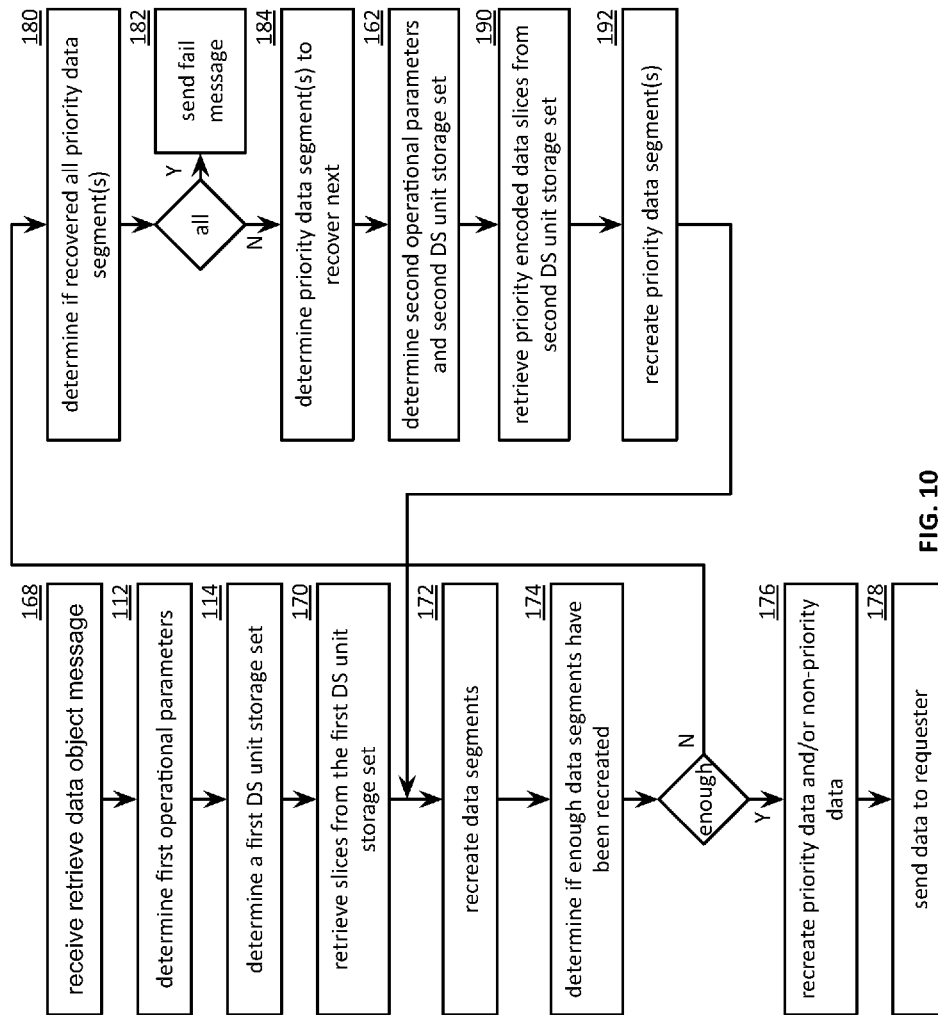 168
receive retrieve data object message
112
determine first operational parameters
114
determine a first DS unit storage set
170
retrieve slices from the first DS unit
storage set
172
recreate data segments
174
determine if enough data segments have
been recreated
enough
N
Y
176
recreate priority data and/or non-priority
data
178
send data to requester
180
determine if recovered all priority data
segment(s)
182
send fail
message
all
Y
N
184
determine priority data segment(s) to
recover next
162
determine second operational parameters
and second DS unit storage set
190
retrieve priority encoded data slices from
second DS unit storage set
192
recreate priority data segment(s)
FIG. 10